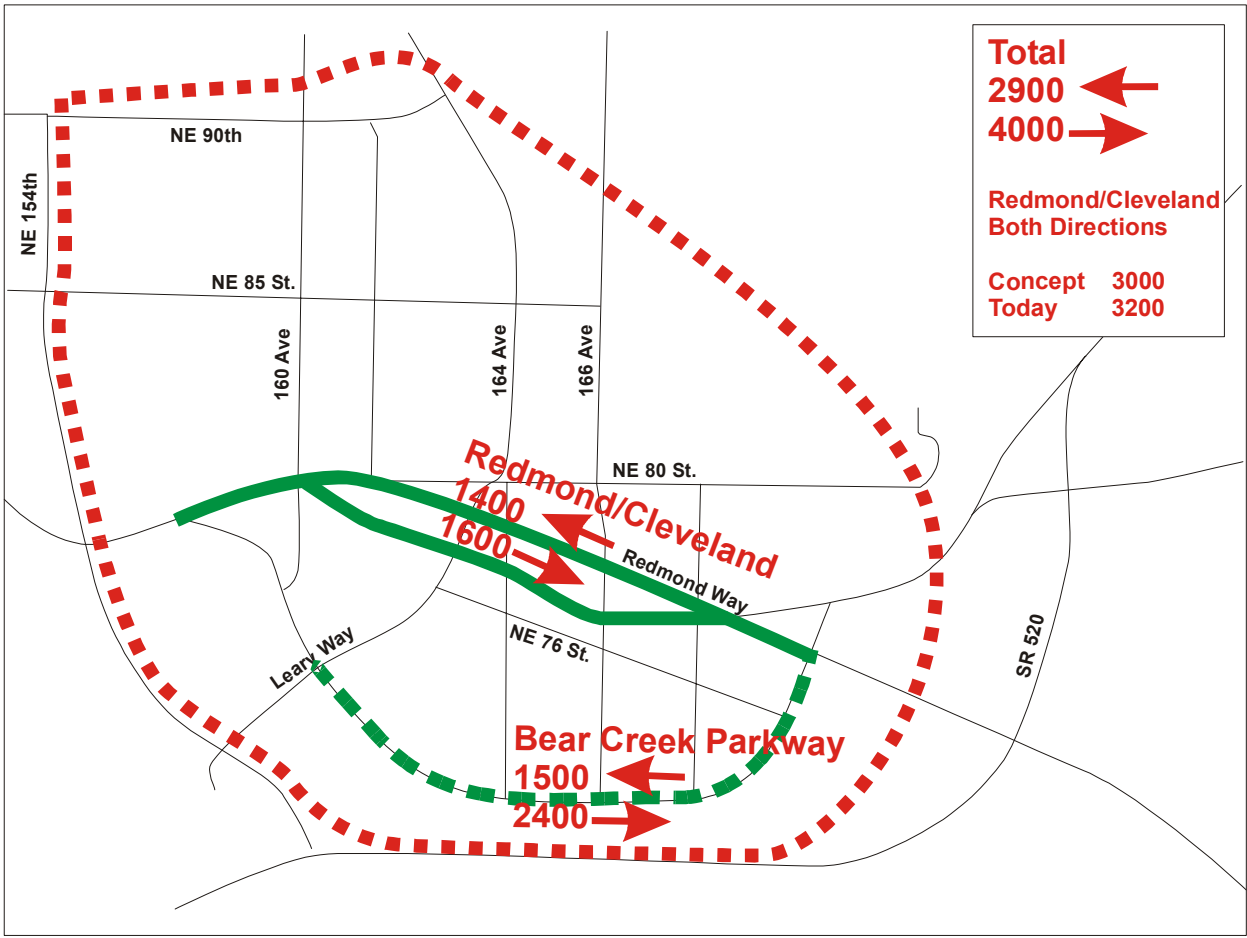 Total
2900
4000
Redmond/Cleveland
Both Directions
Concept 3000
Today 3200
NE 90th
NE 154th
NE 85 St.
160 Ave
164 Ave
166 Ave
NE 80 St.
Redmond/Cleveland
1400
1600
Redmond Way
NE 76 St.
Leary Way
SR 520
Bear Creek Parkway
1500
2400